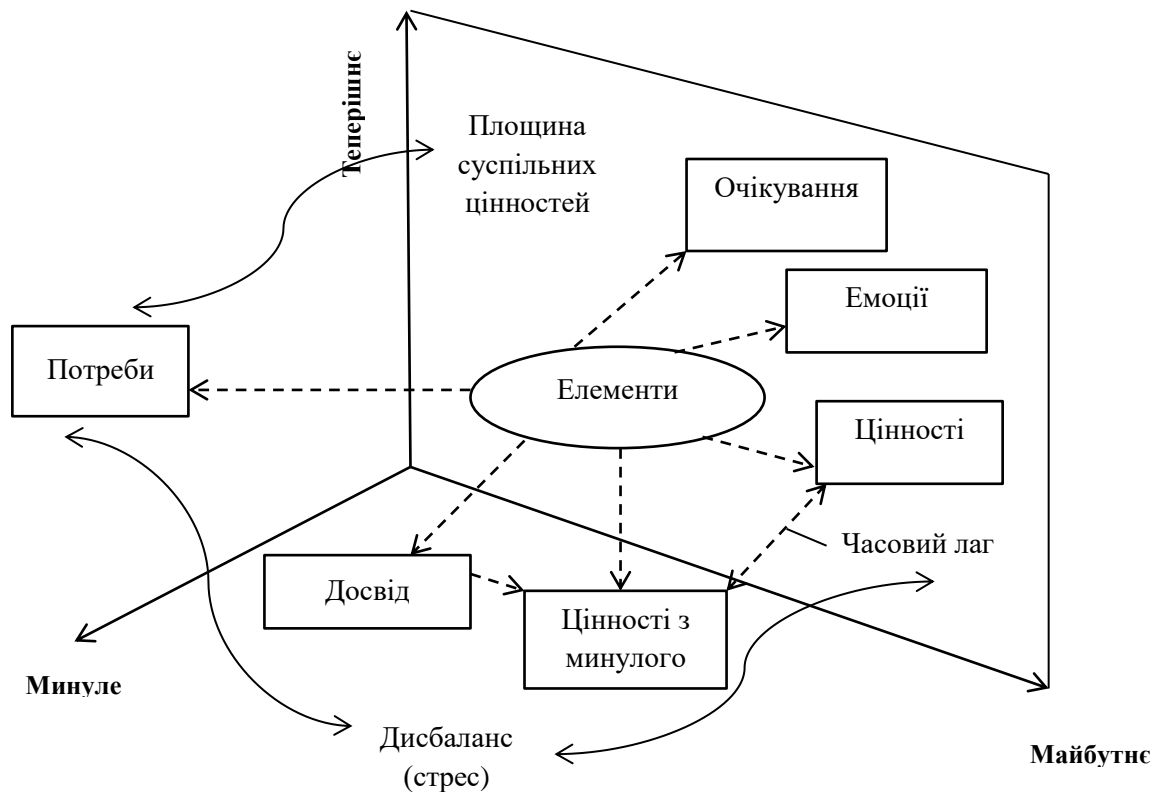 Теперішнє
Площина
суспільних
цінностей
Очікування
Емоції
Потреби
Елементи
Цінності
Часовий лаг
Досвід
Цінності з
минулого
Минуле
Дисбаланс
(стрес)
Майбутнє